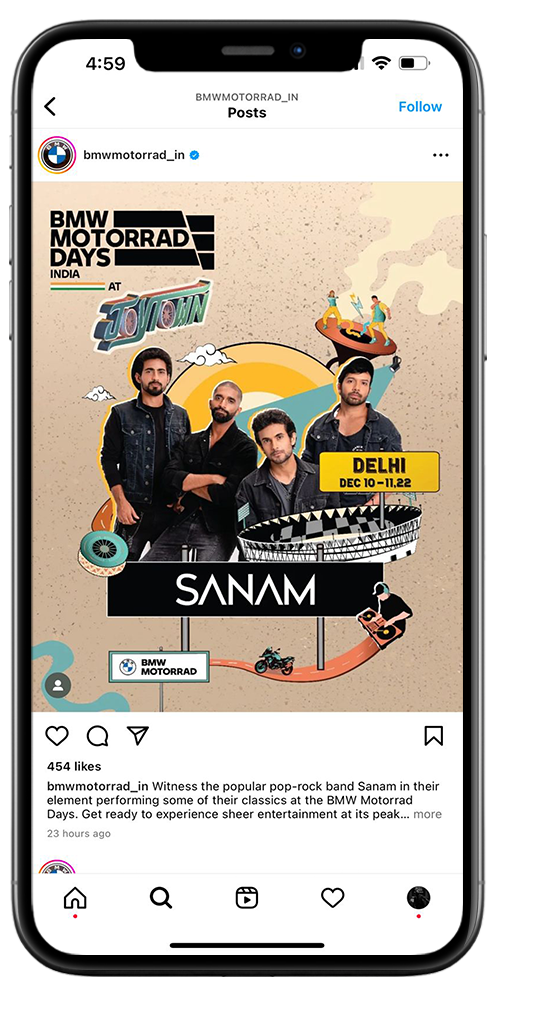 4:59
BMWMOTORRAD_IN
Posts
Follow
bmwmotorrad_in
BMW
MOTORRAD
DAYS
INDIA
AT
JOYTOWN
DELHI
DEC 10-11,22
SANAM
BMW
MOTORRAD
454 likes
bmwmotorrad_in Witness the popular pop-rock band Sanam in their
element performing some of their classics at the BMW Motorrad
Days. Get ready to experience sheer entertainment at its peak... more
23 hours ago